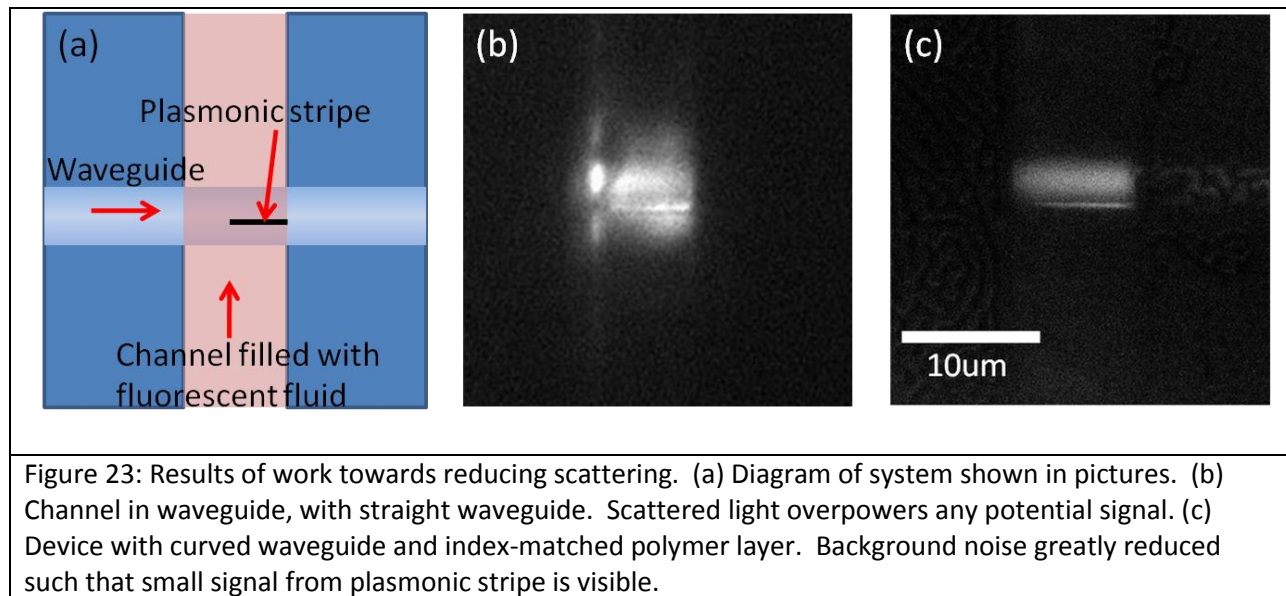 (a)
Plasmonic stripe
Waveguide
Channel filled with
fluorescent fluid
(b)
(c)
10um
Figure 23: Results of work towards reducing scattering. (a) Diagram of system shown in pictures. (b)
Channel in waveguide, with straight waveguide. Scattered light overpowers any potential signal. (c)
Device with curved waveguide and index-matched polymer layer. Background noise greatly reduced
such that small signal from plasmonic stripe is visible.